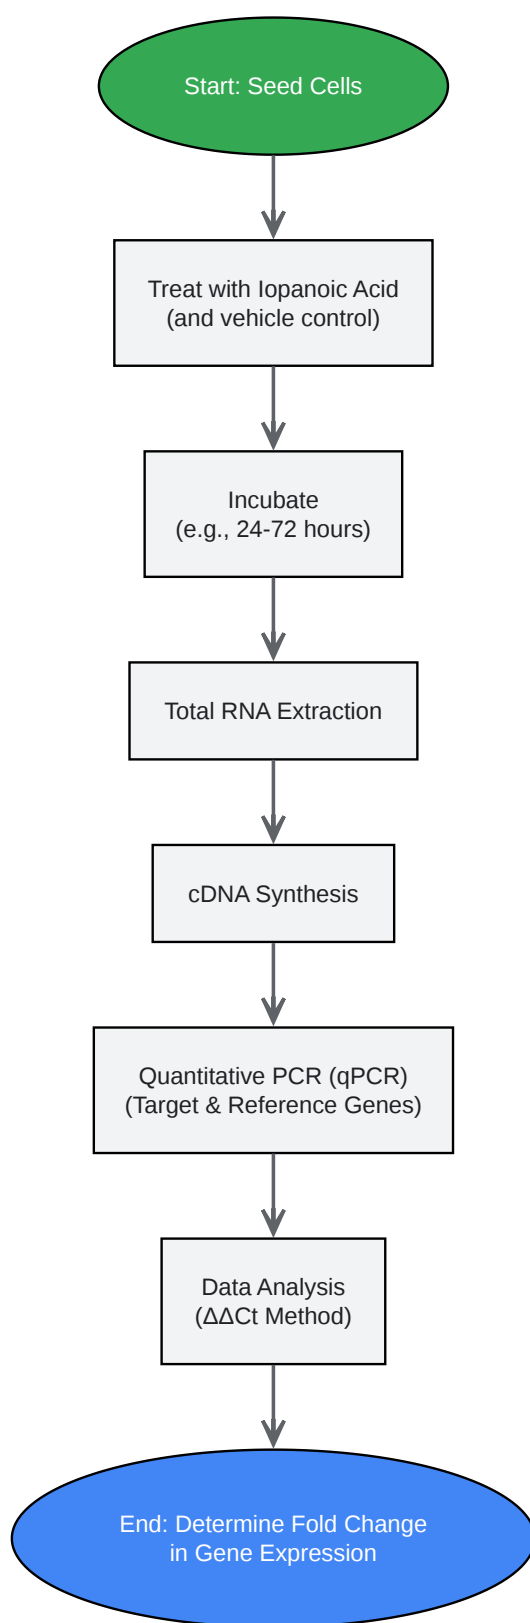 Start: Seed Cells
Treat with Iopanoic Acid
(and vehicle control)
Incubate
(e.g., 24-72 hours)
Total RNA Extraction
cDNA Synthesis
Quantitative PCR (qPCR)
(Target & Reference Genes)
Data Analysis
(ΔΔCt Method)
End: Determine Fold Change
in Gene Expression